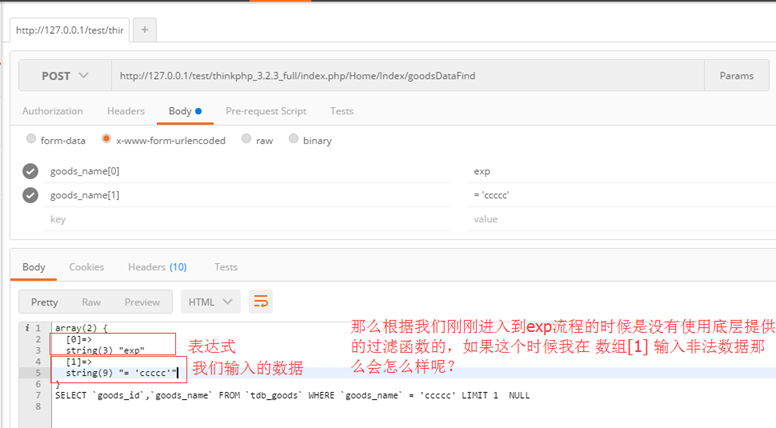 http://127.0.0.1/test/thir
+
POST
http://127.0.0.1/test/thinkphp_3.2.3_full/index.php/Home/Index/goodsDataFind
Params
Authorization Headers Body Pre-request Script Tests
form-data x-www-form-urlencoded raw binary
goods_name[0] exp
goods_name[1] = 'ccccc'
key value
Body Cookies Headers (10) Tests
Pretty Raw Preview HTML
i 1 array(2) {
2 [0]=>
3 string(3) "exp"
4 [1]=>
5 string(9) "= 'ccccc'"
6 }
7 SELECT `goods_id`,`goods_name` FROM `tdb_goods` WHERE `goods_name` = 'ccccc' LIMIT 1 NULL
8
表达式
我们输入的数据
那么根据我们刚刚进入到exp流程的时候是没有使用底层提供
的过滤函数的，如果这个时候我在 数组[1] 输入非法数据那
么会怎么样呢？